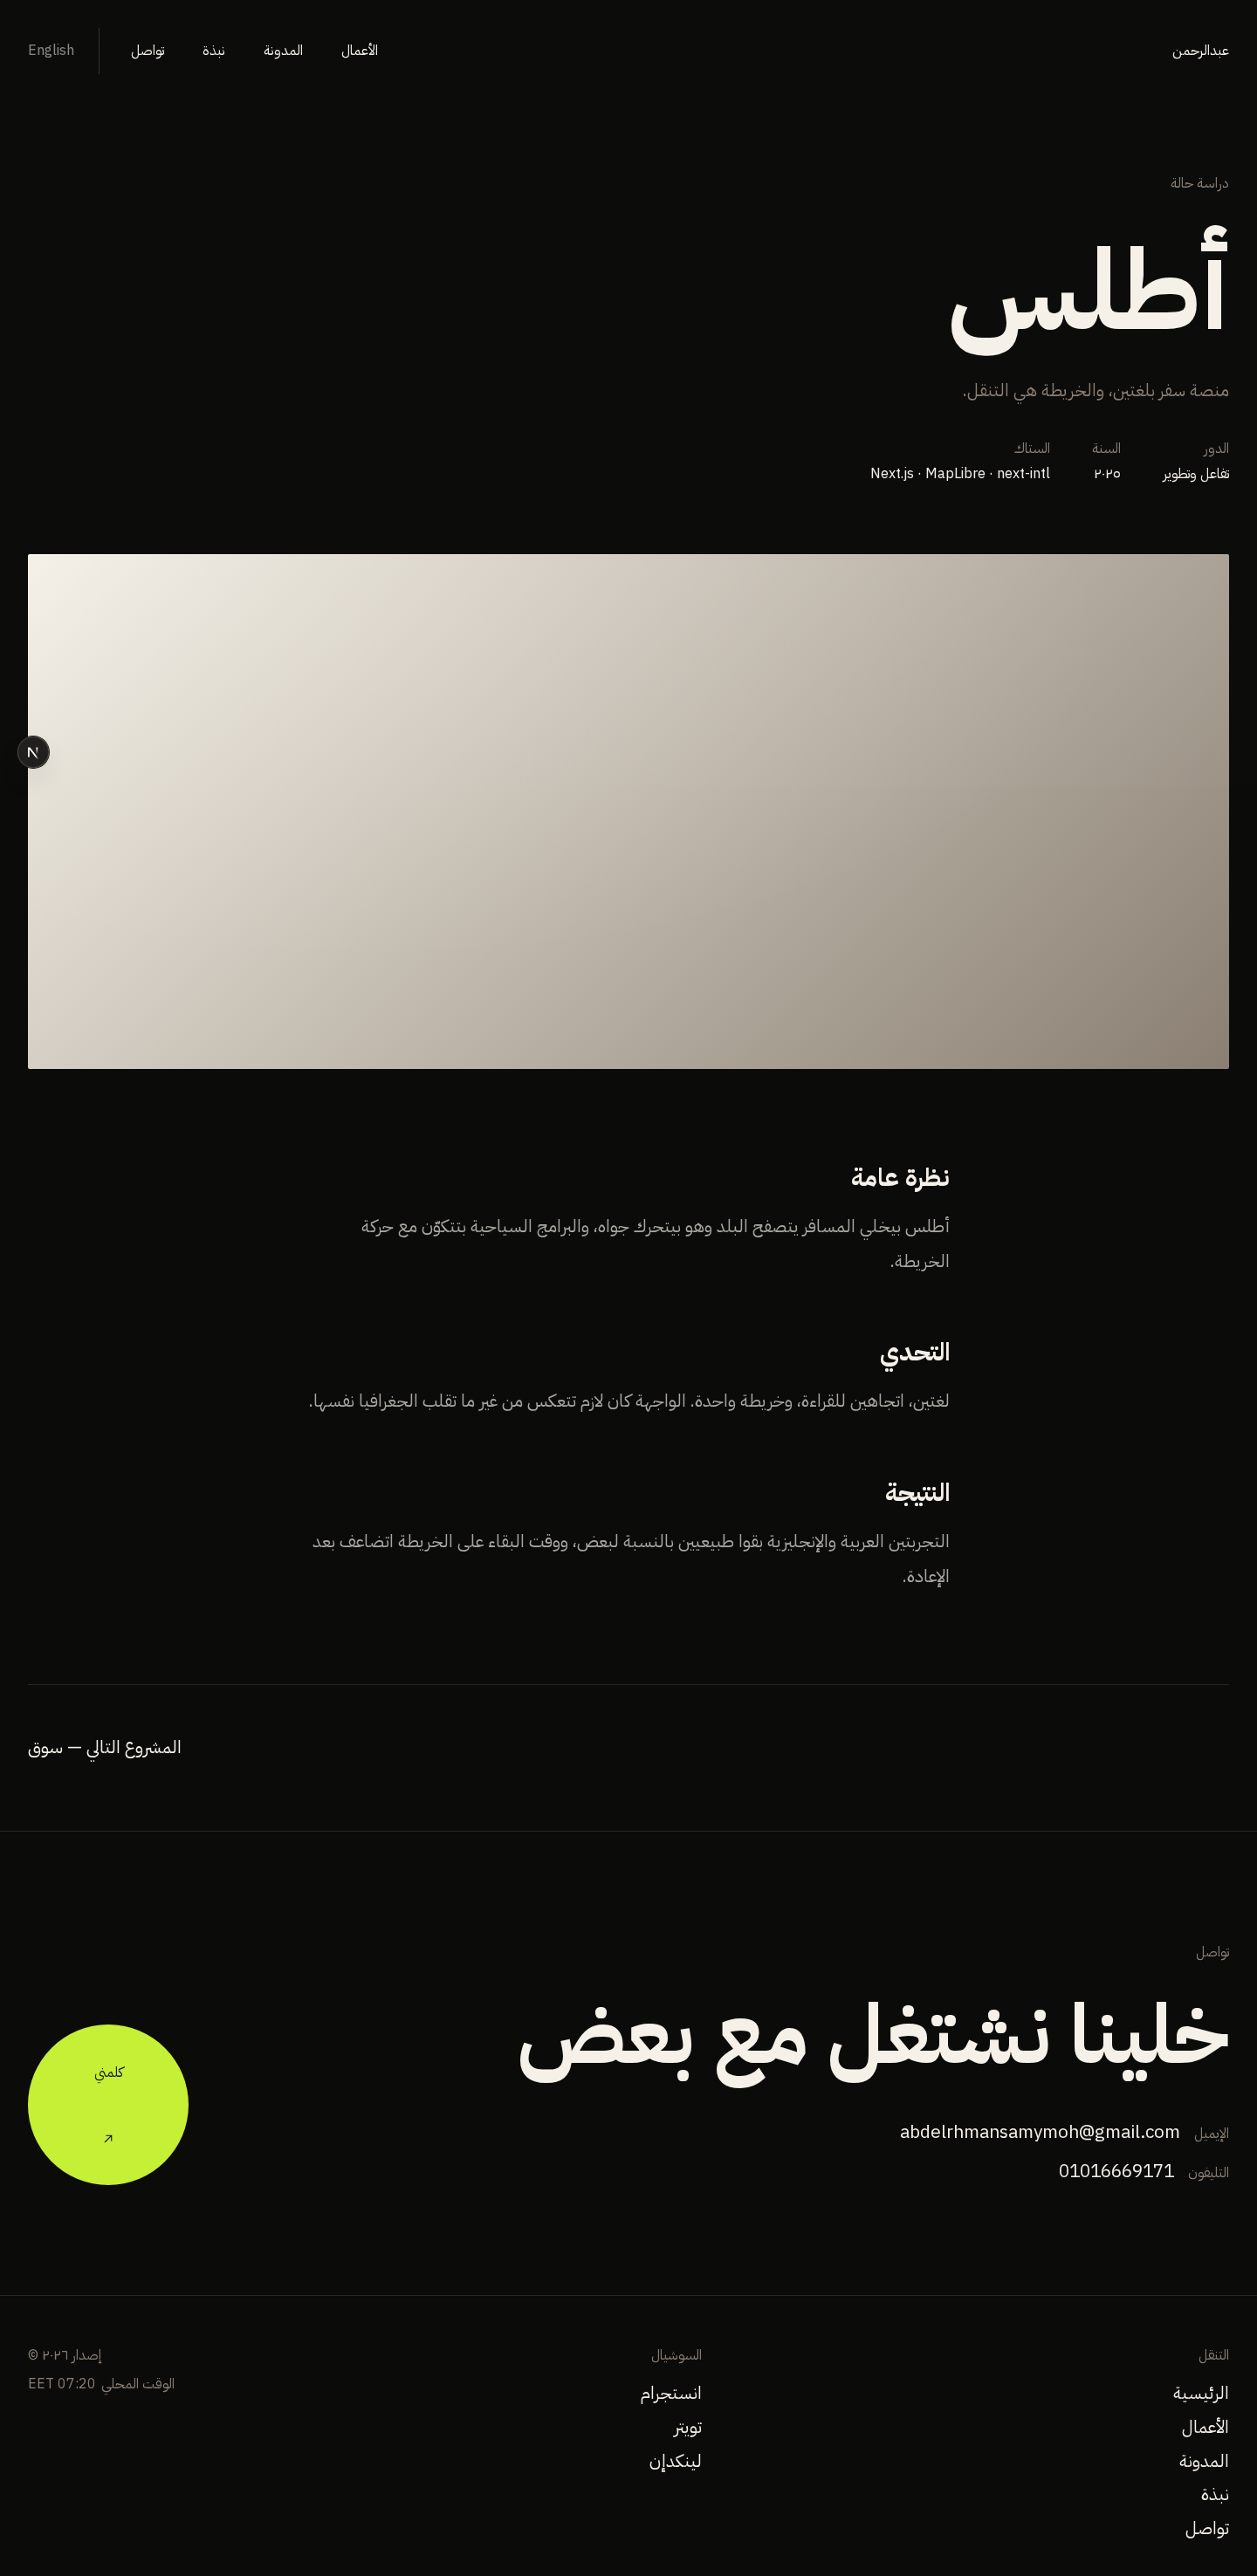 عبدالرحمن
الأعمال
المدونة
نبذة
تواصل
English
دراسة حالة
أطلس
منصة سفر بلغتين، والخريطة هي التنقل.
الدور
تفاعل وتطوير
السنة
٢٠٢٥
الستاك
Next.js · MapLibre · next-intl
N
نظرة عامة
أطلس بيخلي المسافر يتصفح البلد وهو بيتحرك جواه، والبرامج السياحية بتتكوّن مع حركة
الخريطة.
التحدي
لغتين، اتجاهين للقراءة، وخريطة واحدة. الواجهة كان لازم تتعكس من غير ما تقلب الجغرافيا نفسها.
النتيجة
التجربتين العربية والإنجليزية بقوا طبيعيين بالنسبة لبعض، ووقت البقاء على الخريطة اتضاعف بعد
الإعادة.
المشروع التالي — سوق
تواصل
خلينا نشتغل مع بعض
الإيميل abdelrhmansamymoh@gmail.com
التليفون 01016669171
كلمني
↗
التنقل
الرئيسية
الأعمال
المدونة
نبذة
تواصل
السوشيال
انستجرام
تويتر
لينكدإن
إصدار ٢٠٢٦ ©
الوقت المحلي EET 07:20